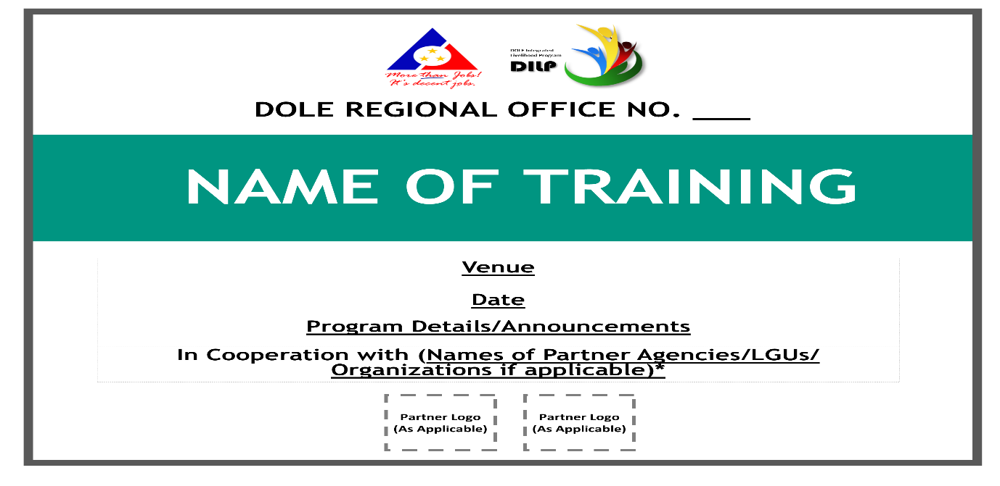 More than Jobs!
It's decent jobs.
DOLE Integrated
Livelihood Program
DILP
DOLE REGIONAL OFFICE NO. ____
NAME OF TRAINING
Venue
Date
Program Details/Announcements
In Cooperation with (Names of Partner Agencies/LGUs/
Organizations if applicable)*
Partner Logo
(As Applicable)
Partner Logo
(As Applicable)